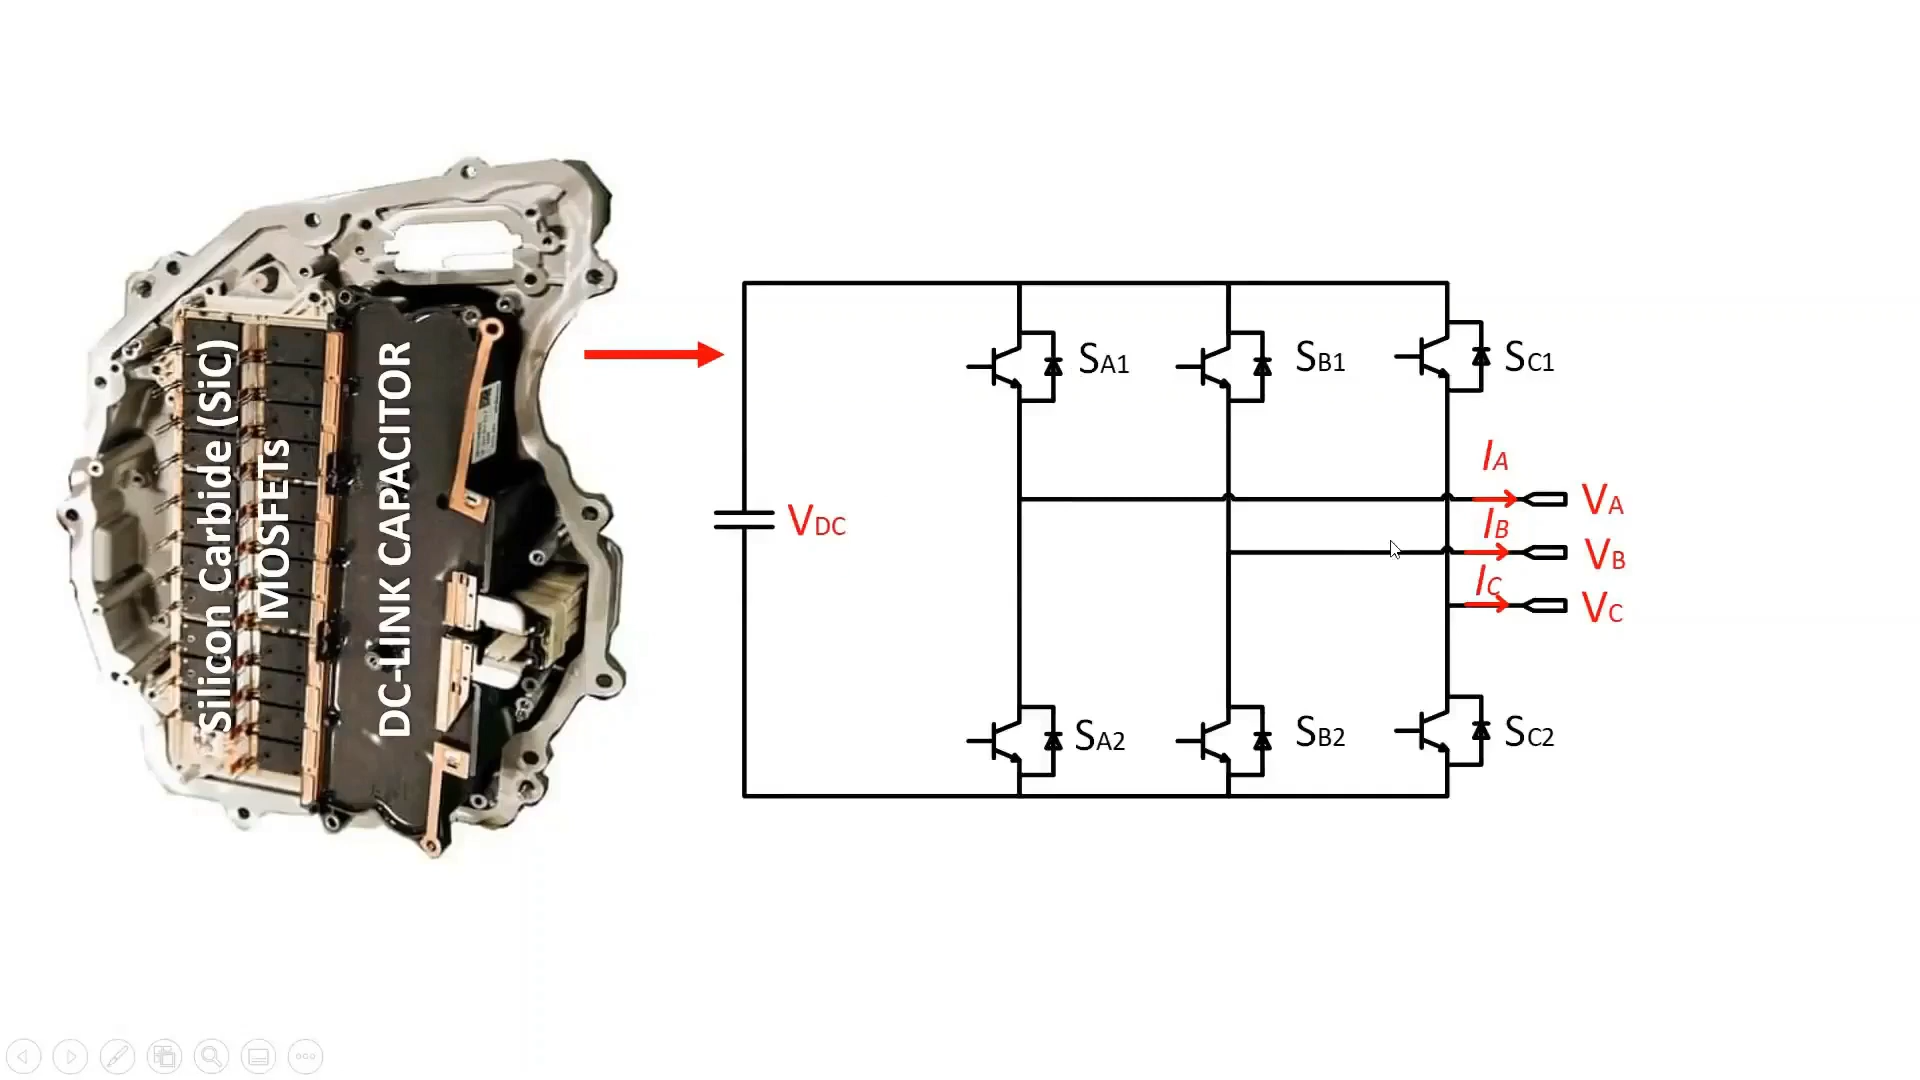 Silicon Carbide (SiC)
MOSFETs
DC-LINK CAPACITOR
VDC
SA1
SB1
SC1
IA
VA
IB
VB
IC
VC
SA2
SB2
SC2